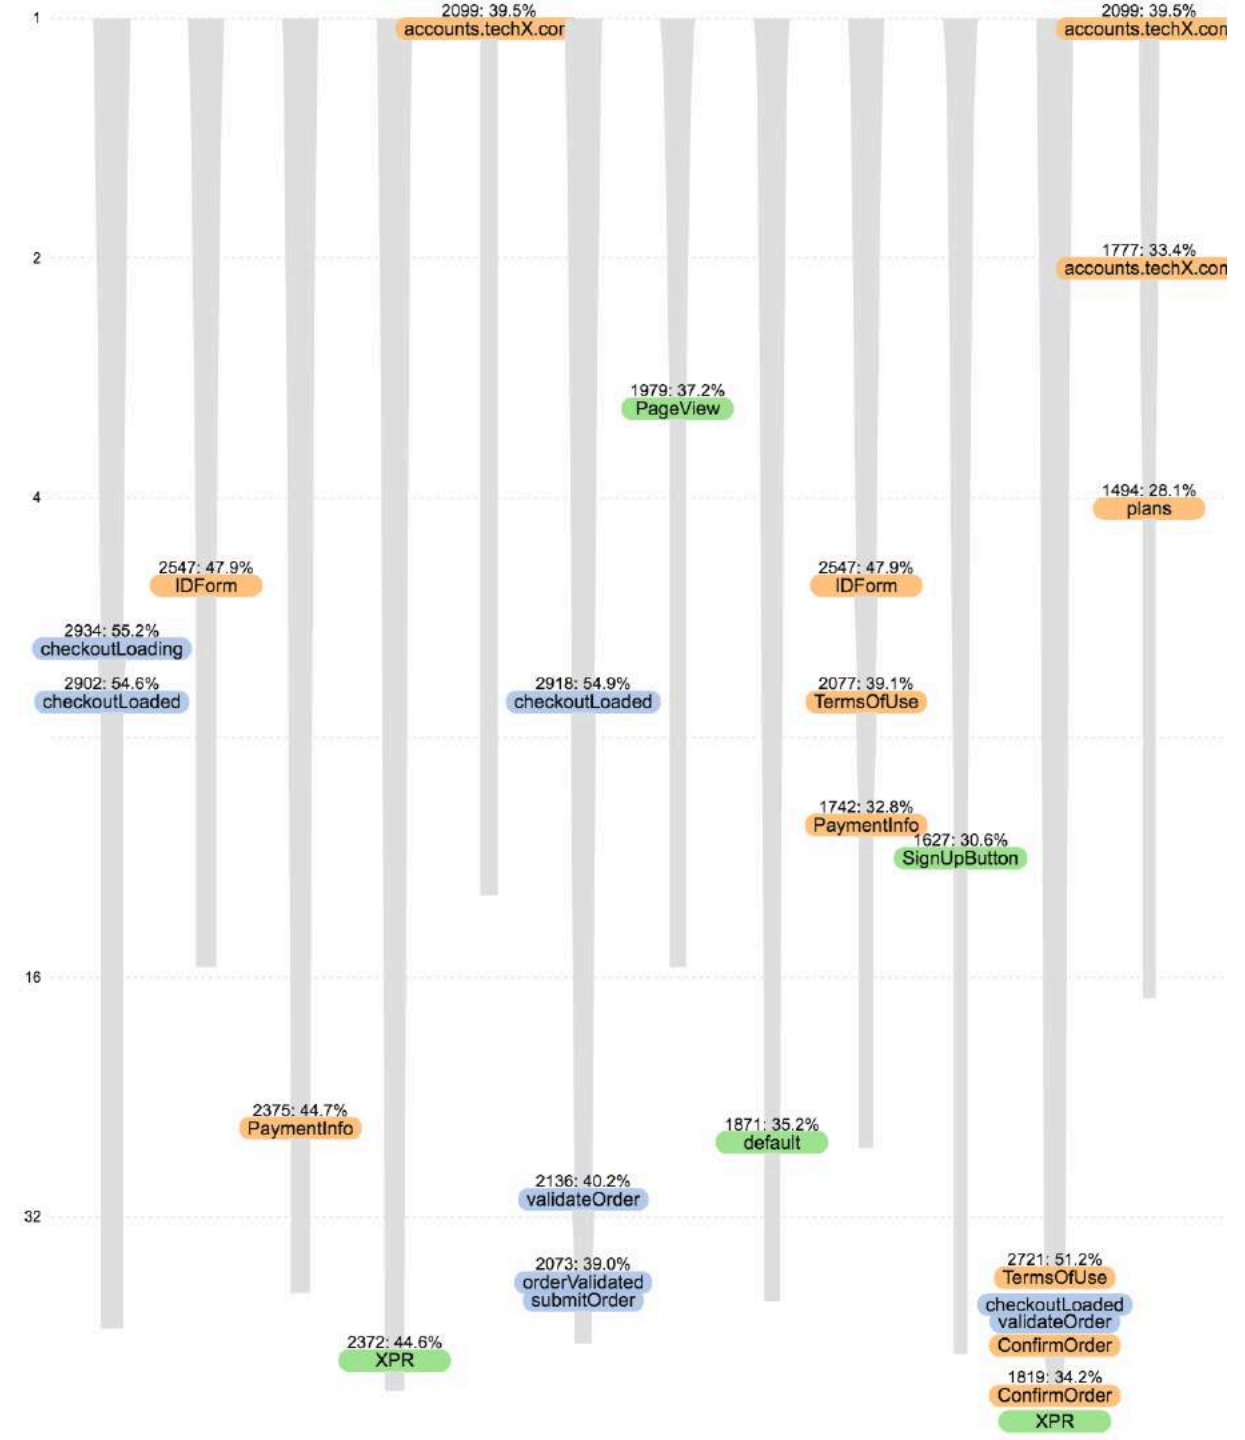 1
2099: 39.5%
accounts.techX.cor
2099: 39.5%
accounts.techX.con
2
1777: 33.4%
accounts.techX.con
1979: 37.2%
PageView
4
1494: 28.1%
plans
2547: 47.9%
IDForm
2547: 47.9%
IDForm
2934: 55.2%
checkoutLoading
2902: 54.6%
checkoutLoaded
2918: 54.9%
checkoutLoaded
2077: 39.1%
TermsOfUse
1742: 32.8%
PaymentInfo
1627: 30.6%
SignUpButton
16
2375: 44.7%
PaymentInfo
1871: 35.2%
default
2136: 40.2%
validateOrder
32
2073: 39.0%
orderValidated
submitOrder
2721: 51.2%
TermsOfUse
checkoutLoaded
validateOrder
ConfirmOrder
2372: 44.6%
XPR
1819: 34.2%
ConfirmOrder
XPR